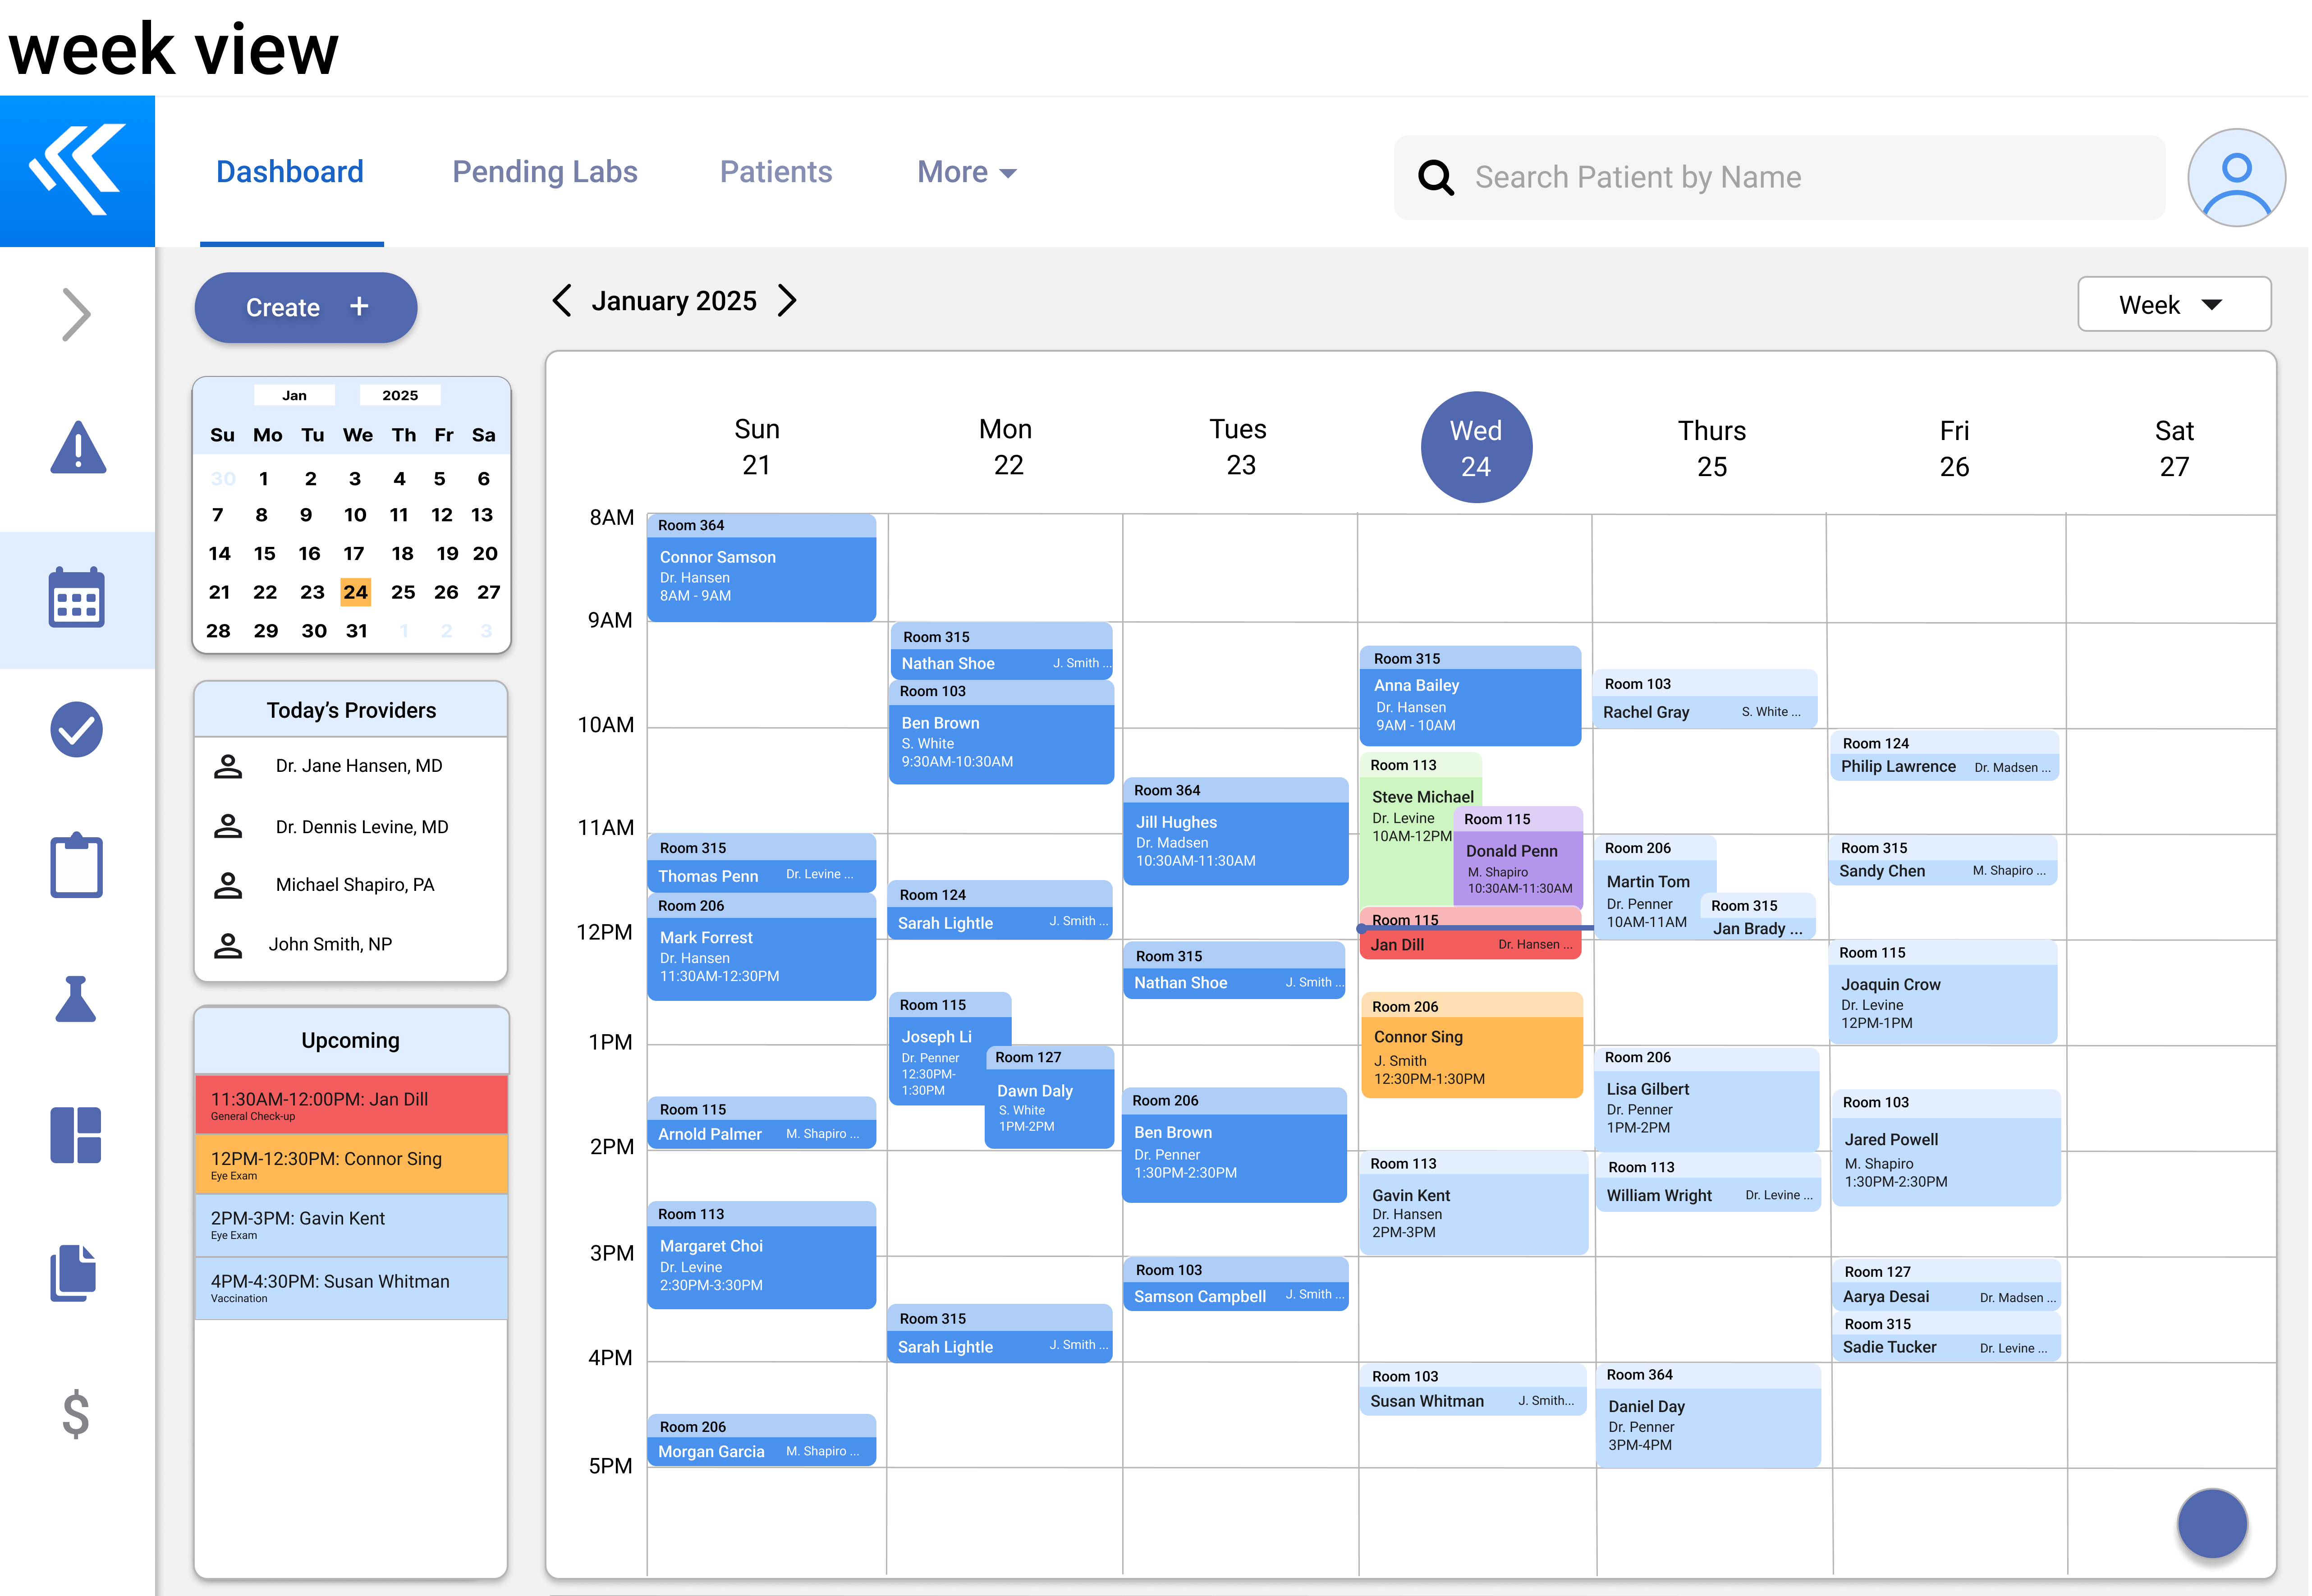 week view
Dashboard
Pending Labs
Patients
More
Search Patient by Name
Create +
January 2025
Week
Jan 2025
Su Mo Tu We Th Fr Sa
30 1 2 3 4 5 6
7 8 9 10 11 12 13
14 15 16 17 18 19 20
21 22 23 24 25 26 27
28 29 30 31 1 2 3
Today's Providers
Dr. Jane Hansen, MD
Dr. Dennis Levine, MD
Michael Shapiro, PA
John Smith, NP
Upcoming
11:30AM-12:00PM: Jan Dill
General Check-up
12PM-12:30PM: Connor Sing
Eye Exam
2PM-3PM: Gavin Kent
Eye Exam
4PM-4:30PM: Susan Whitman
Vaccination
Sun
21
Mon
22
Tues
23
Wed
24
Thurs
25
Fri
26
Sat
27
8AM
9AM
10AM
11AM
12PM
1PM
2PM
3PM
4PM
5PM
Room 364
Connor Samson
Dr. Hansen
8AM - 9AM
Room 315
Thomas Penn Dr. Levine ...
Room 206
Mark Forrest
Dr. Hansen
11:30AM-12:30PM
Room 115
Arnold Palmer M. Shapiro ...
Room 113
Margaret Choi
Dr. Levine
2:30PM-3:30PM
Room 206
Morgan Garcia M. Shapiro ...
Room 315
Nathan Shoe J. Smith ...
Room 103
Ben Brown
S. White
9:30AM-10:30AM
Room 124
Sarah Lightle J. Smith ...
Room 115
Joseph Li
Dr. Penner
12:30PM-
1:30PM
Room 127
Dawn Daly
S. White
1PM-2PM
Room 315
Sarah Lightle J. Smith ...
Room 364
Jill Hughes
Dr. Madsen
10:30AM-11:30AM
Room 315
Nathan Shoe J. Smith ...
Room 206
Ben Brown
Dr. Penner
1:30PM-2:30PM
Room 103
Samson Campbell J. Smith ...
Room 315
Anna Bailey
Dr. Hansen
9AM - 10AM
Room 113
Steve Michael
Dr. Levine
10AM-12PM
Room 115
Donald Penn
M. Shapiro
10:30AM-11:30AM
Room 115
Jan Dill Dr. Hansen ...
Room 206
Connor Sing
J. Smith
12:30PM-1:30PM
Room 113
Gavin Kent
Dr. Hansen
2PM-3PM
Room 103
Susan Whitman J. Smith...
Room 103
Rachel Gray S. White ...
Room 206
Martin Tom
Dr. Penner
10AM-11AM
Room 315
Jan Brady ...
Room 206
Lisa Gilbert
Dr. Penner
1PM-2PM
Room 113
William Wright Dr. Levine ...
Room 364
Daniel Day
Dr. Penner
3PM-4PM
Room 124
Philip Lawrence Dr. Madsen ...
Room 315
Sandy Chen M. Shapiro ...
Room 115
Joaquin Crow
Dr. Levine
12PM-1PM
Room 103
Jared Powell
M. Shapiro
1:30PM-2:30PM
Room 127
Aarya Desai Dr. Madsen ...
Room 315
Sadie Tucker Dr. Levine ...